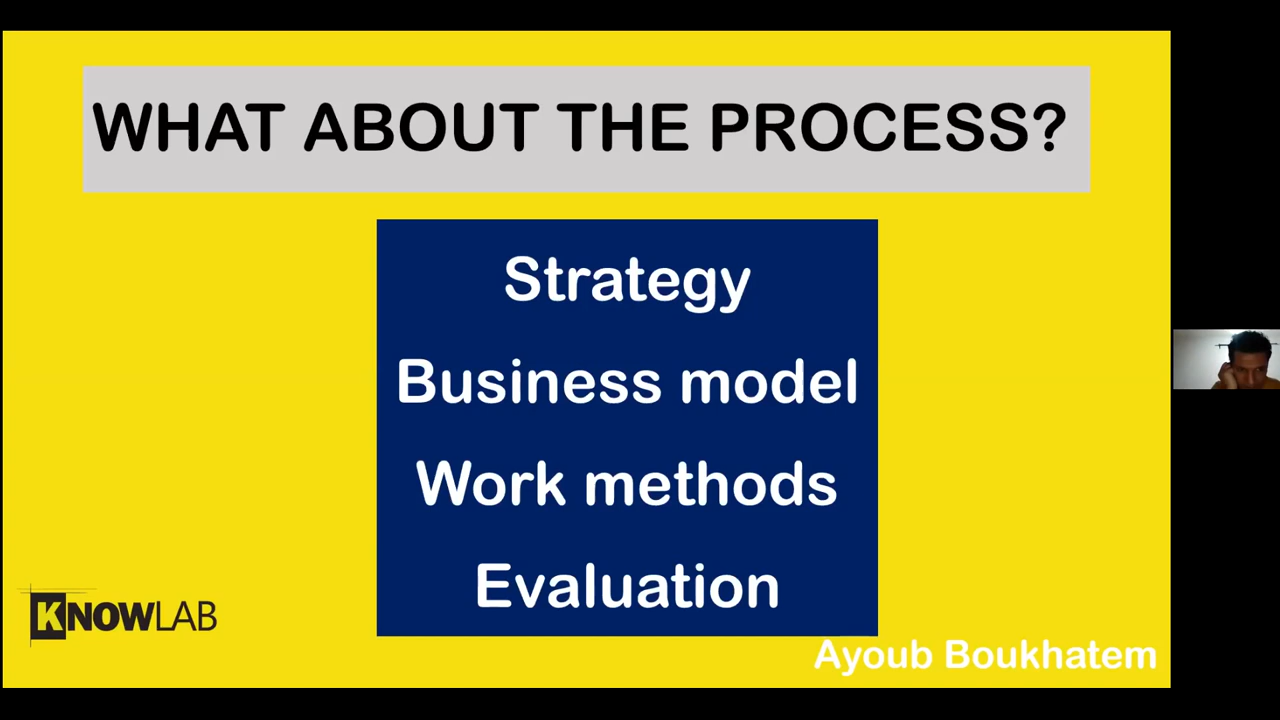 WHAT ABOUT THE PROCESS?
Strategy
Business model
Work methods
Evaluation
KNOWLAB
Ayoub Boukhatem